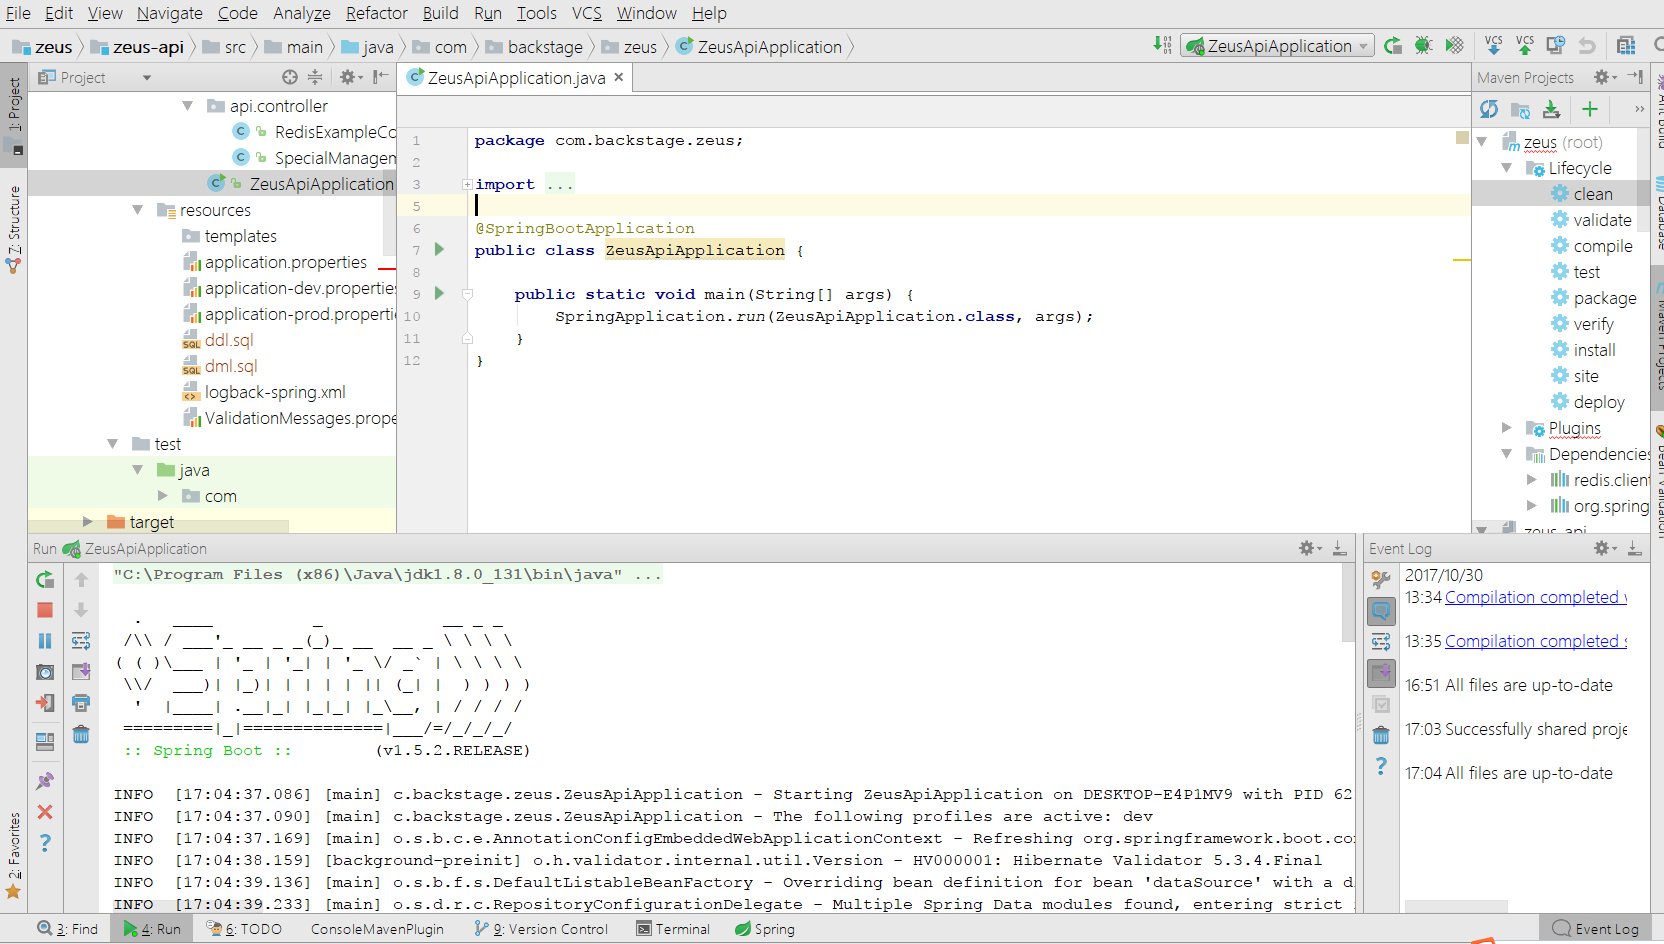 File Edit View Navigate Code Analyze Refactor Build Run Tools VCS Window Help
zeus zeus-api src main java com backstage zeus ZeusApiApplication
ZeusApiApplication
VCS VCS
Project
ZeusApiApplication.java
Maven Projects
1: Project
Z: Structure
2: Favorites
api.controller
RedisExampleCo
SpecialManagem
ZeusApiApplication
resources
templates
application.properties
application-dev.propertie
application-prod.properti
ddl.sql
dml.sql
logback-spring.xml
ValidationMessages.prope
test
java
com
target
1 package com.backstage.zeus;
2
3 import ...
5
6 @SpringBootApplication
7 public class ZeusApiApplication {
8
9 public static void main(String[] args) {
10 SpringApplication.run(ZeusApiApplication.class, args);
11 }
12 }
zeus (root)
Lifecycle
clean
validate
compile
test
package
verify
install
site
deploy
Plugins
Dependencies
redis.client
org.spring
zeus-api
Ant Build
Database
Maven Projects
Bean Validation
Run ZeusApiApplication
"C:\Program Files (x86)\Java\jdk1.8.0_131\bin\java" ...
  .   ____          _            __ _ _
 /\\ / ___'_ __ _ _(_)_ __  __ _ \ \ \ \
( ( )\___ | '_ | '_| | '_ \/ _` | \ \ \ \
 \\/  ___)| |_)| | | | | || (_| |  ) ) ) )
  '  |____| .__|_| |_|_| |_\__, | / / / /
 =========|_|==============|___/=/_/_/_/
 :: Spring Boot ::        (v1.5.2.RELEASE)
INFO [17:04:37.086] [main] c.backstage.zeus.ZeusApiApplication - Starting ZeusApiApplication on DESKTOP-E4P1MV9 with PID 62
INFO [17:04:37.090] [main] c.backstage.zeus.ZeusApiApplication - The following profiles are active: dev
INFO [17:04:37.169] [main] o.s.b.c.e.AnnotationConfigEmbeddedWebApplicationContext - Refreshing org.springframework.boot.co
INFO [17:04:38.159] [background-preinit] o.h.validator.internal.util.Version - HV000001: Hibernate Validator 5.3.4.Final
INFO [17:04:39.136] [main] o.s.b.f.s.DefaultListableBeanFactory - Overriding bean definition for bean 'dataSource' with a d
INFO [17:04:39.233] [main] o.s.d.r.c.RepositoryConfigurationDelegate - Multiple Spring Data modules found, entering strict
Event Log
2017/10/30
13:34 Compilation completed
13:35 Compilation completed s
16:51 All files are up-to-date
17:03 Successfully shared proje
17:04 All files are up-to-date
3: Find 4: Run 6: TODO ConsoleMavenPlugin 9: Version Control Terminal Spring Event Log